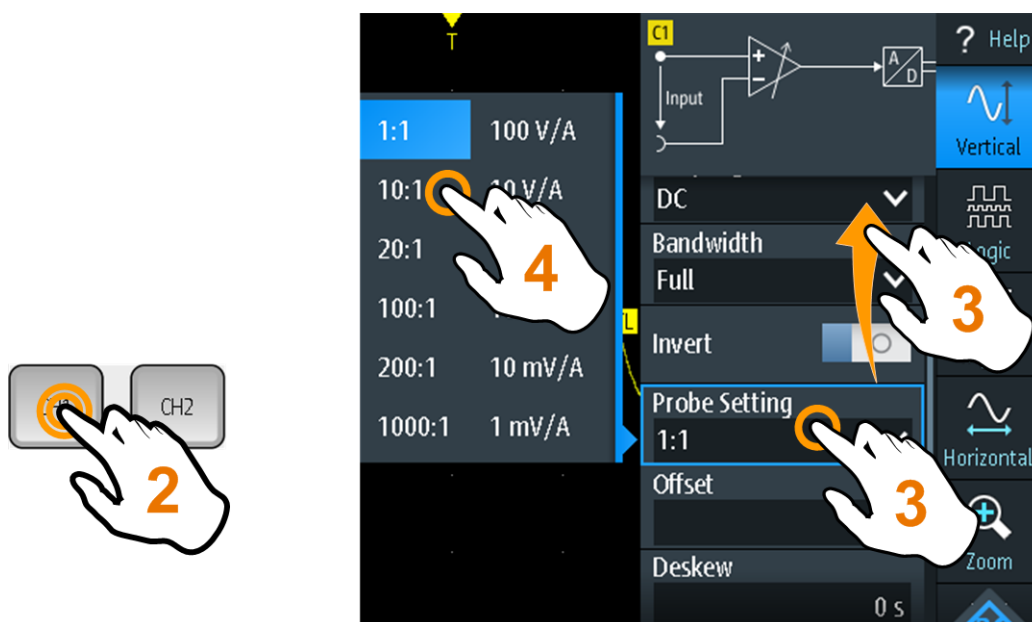 T
C1
+
−
A
D
Input
? Help
Vertical
1:1 100 V/A
10:1 10 V/A
20:1
100:1
200:1 10 mV/A
1000:1 1 mV/A
4
DC
Bandwidth
Full
Invert
3
Probe Setting
1:1
Horizontal
Offset
3
Zoom
Deskew
0 s
CH2
2